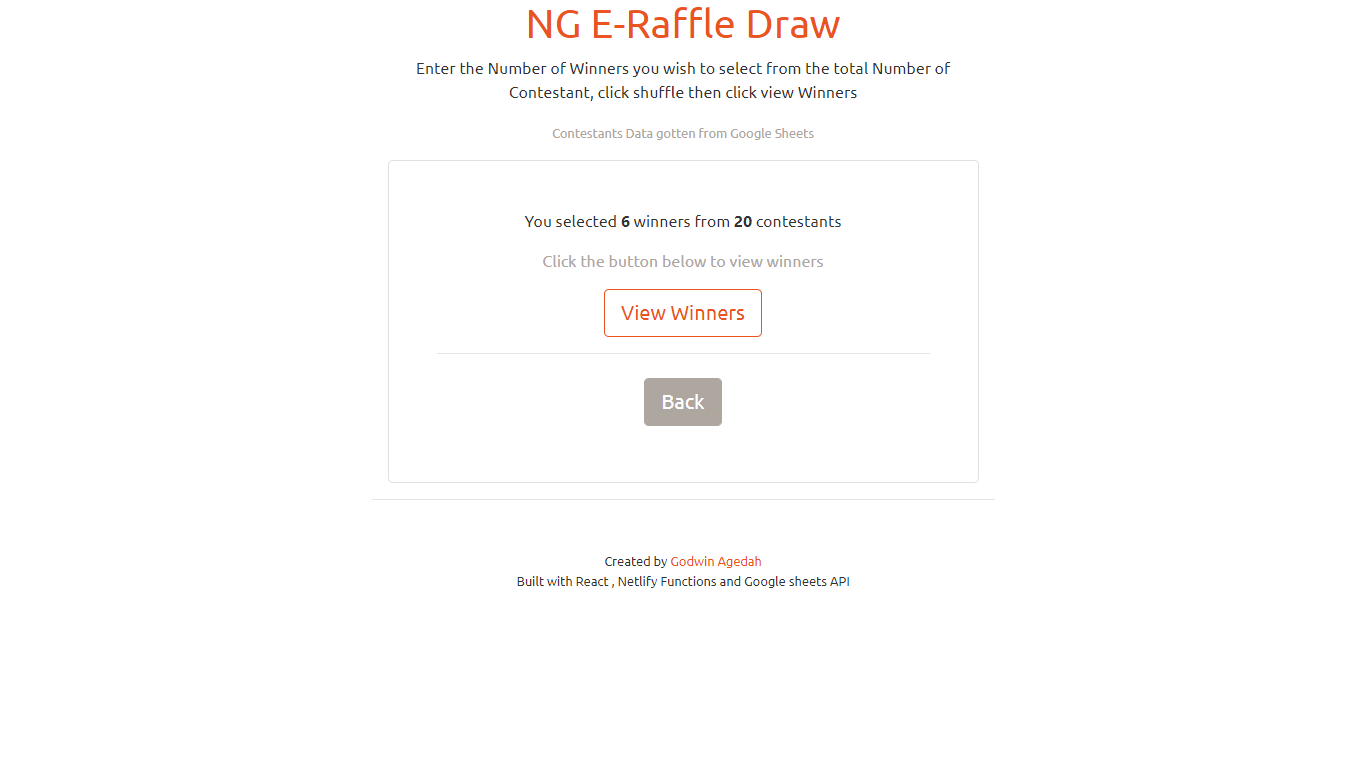 NG E-Raffle Draw
Enter the Number of Winners you wish to select from the total Number of
Contestant, click shuffle then click view Winners
Contestants Data gotten from Google Sheets
You selected 6 winners from 20 contestants
Click the button below to view winners
View Winners
Back
Created by Godwin Agedah
Built with React , Netlify Functions and Google sheets API